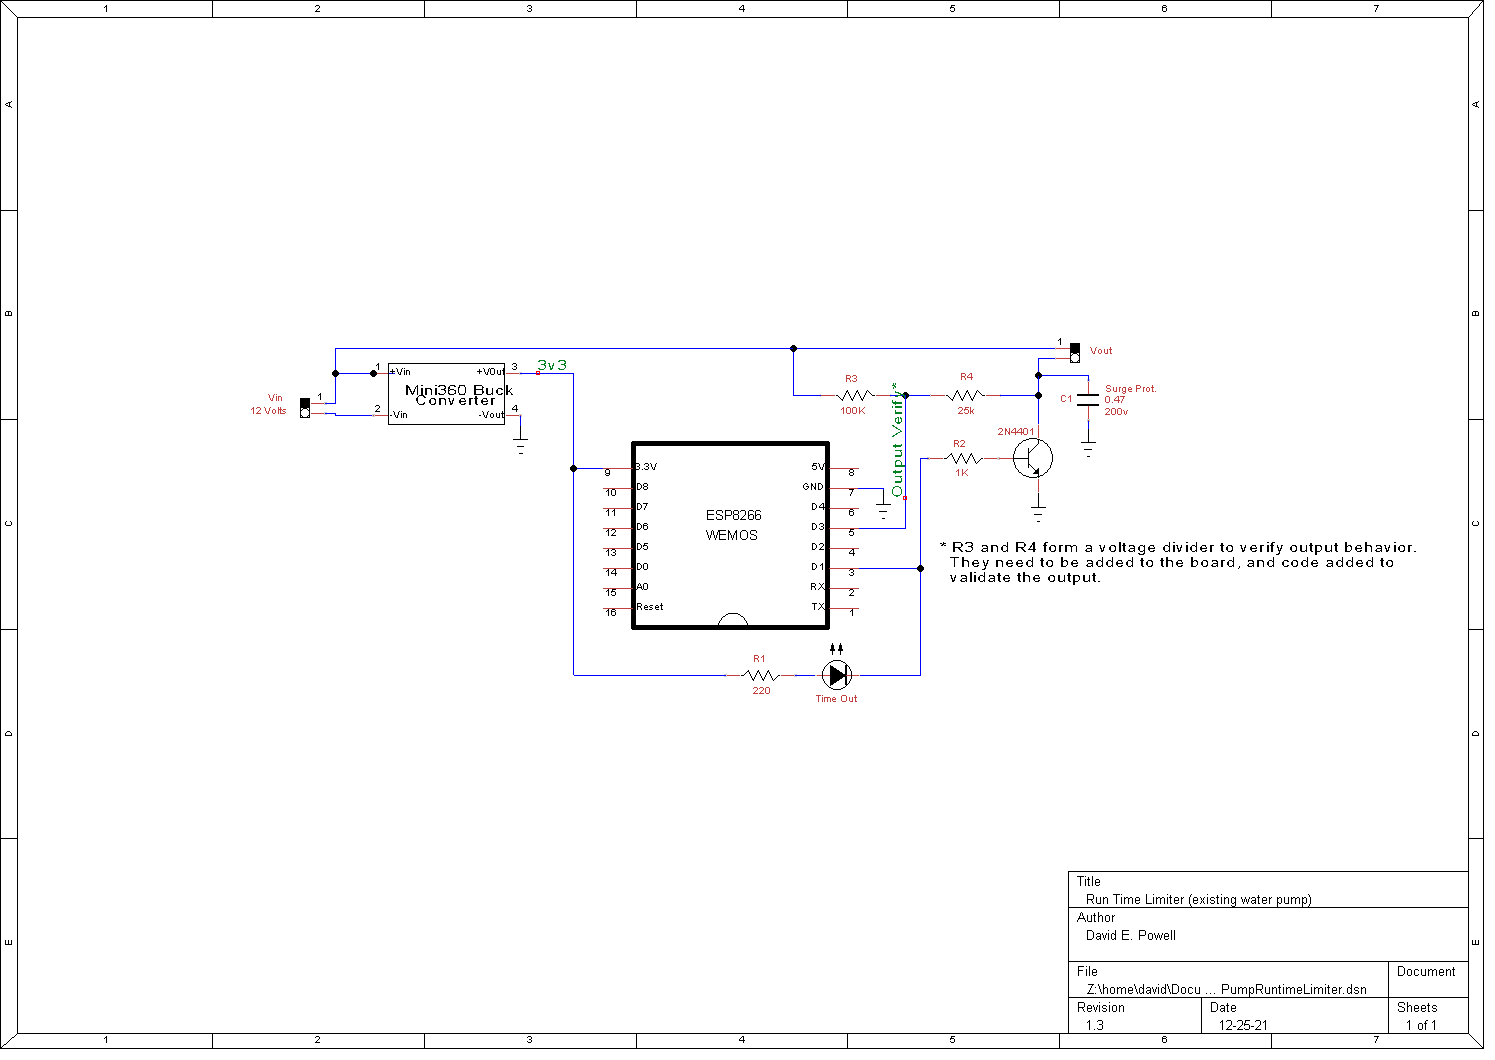 1 2 3 4 5 6 7
A A
B B
C C
D D
E E
1 2 3 4 5 6 7
Vin
12 Volts
1
1 +Vin
2 -Vin
+VOut 3
-Vout 4
Mini360 Buck
Converter
3v3
1
Vout
R3
100K
R4
25k
Output Verify*
C1
Surge Prot.
0.47
200v
2N4401
R2
1K
ESP8266
WEMOS
9 3.3V
10 D8
11 D7
12 D6
13 D5
14 D0
15 A0
16 Reset
5V 8
GND 7
D4 6
D3 5
D2 4
D1 3
RX 2
TX 1
R1
220
Time Out
* R3 and R4 form a voltage divider to verify output behavior.
They need to be added to the board, and code added to
validate the output.
Title
Run Time Limiter (existing water pump)
Author
David E. Powell
File
Z:\home\david\Docu ... PumpRuntimeLimiter.dsn
Document
Revision
1.3
Date
12-25-21
Sheets
1 of 1